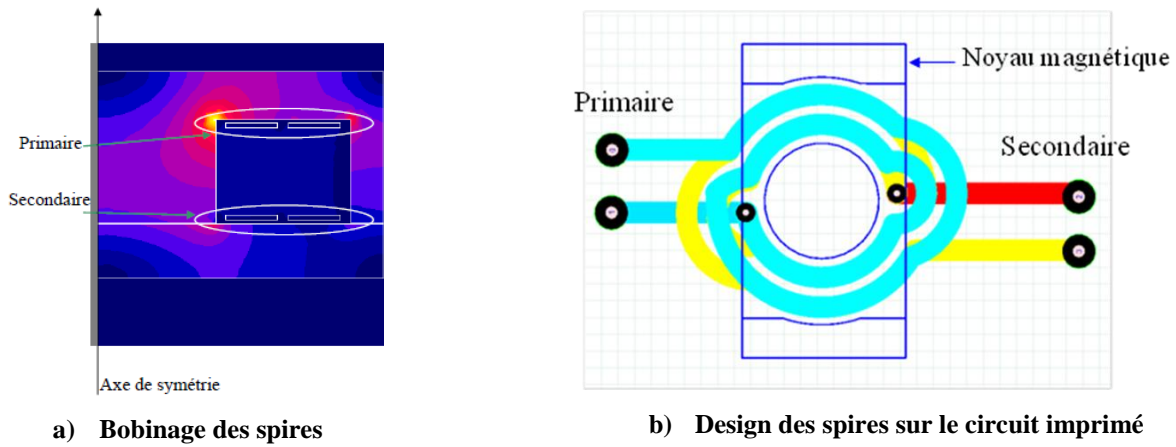 Primaire
Secondaire
Axe de symétrie
a) Bobinage des spires
Noyau magnétique
Primaire
Secondaire
b) Design des spires sur le circuit imprimé